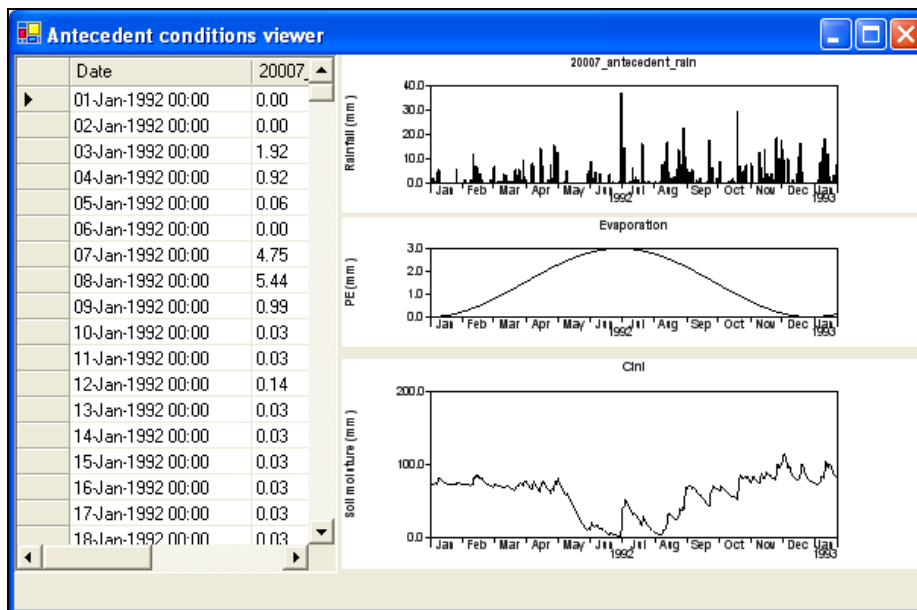 Antecedent conditions viewer
Date 20007_
01-Jan-1992 00:00 0.00
02-Jan-1992 00:00 0.00
03-Jan-1992 00:00 1.92
04-Jan-1992 00:00 0.92
05-Jan-1992 00:00 0.06
06-Jan-1992 00:00 0.00
07-Jan-1992 00:00 4.75
08-Jan-1992 00:00 5.44
09-Jan-1992 00:00 0.99
10-Jan-1992 00:00 0.03
11-Jan-1992 00:00 0.03
12-Jan-1992 00:00 0.14
13-Jan-1992 00:00 0.03
14-Jan-1992 00:00 0.03
15-Jan-1992 00:00 0.03
16-Jan-1992 00:00 0.03
17-Jan-1992 00:00 0.03
18-Jan-1992 00:00 0.03
20007_antecedent_rain
Rainfall (mm)
40.0
30.0
20.0
10.0
0.0
Jan Feb Mar Apr May Jun Jul Aug Sep Oct Nov Dec Jan
1992 1993
Evaporation
PE (mm)
3.0
2.0
1.0
0.0
Jan Feb Mar Apr May Jun Jul Aug Sep Oct Nov Dec Jan
1992 1993
CiniI
Soil moisture (mm)
200.0
100.0
0.0
Jan Feb Mar Apr May Jun Jul Aug Sep Oct Nov Dec Jan
1992 1993